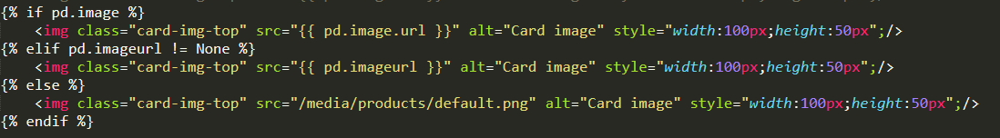 {% if pd.image %}
<img class="card-img-top" src="{{ pd.image.url }}" alt="Card image" style="width:100px;height:50px";/>
{% elif pd.imageurl != None %}
<img class="card-img-top" src="{{ pd.imageurl }}" alt="Card image" style="width:100px;height:50px";/>
{% else %}
<img class="card-img-top" src="/media/products/default.png" alt="Card image" style="width:100px;height:50px";/>
{% endif %}